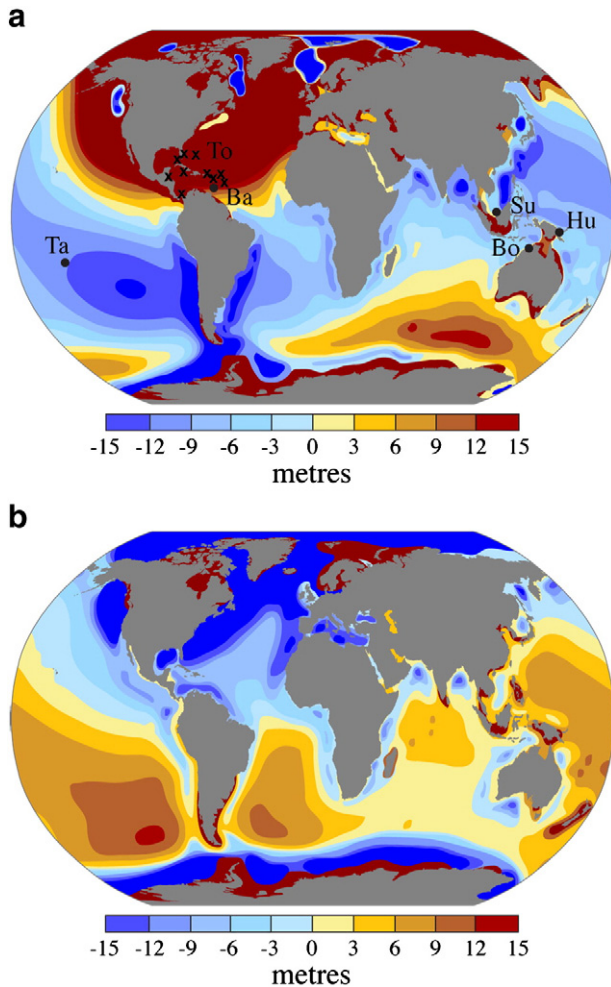 a
x x x To
x x x x x x
x Ba
Su
Ta Hu
Bo
-15 -12 -9 -6 -3 0 3 6 9 12 15
metres
b
-15 -12 -9 -6 -3 0 3 6 9 12 15
metres